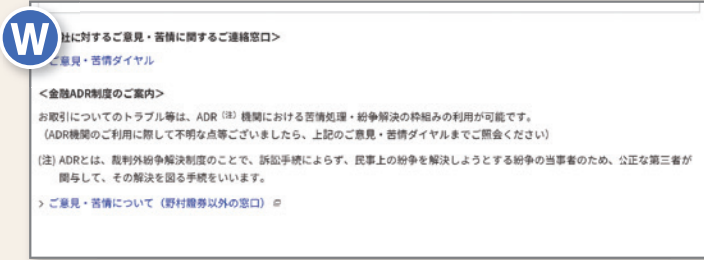 W
社に対するご意見・苦情に関するご連絡窓口>
ご意見・苦情ダイヤル
<金融ADR制度のご案内>
お取引についてのトラブル等は、ADR（注）機関における苦情処理・紛争解決の枠組みの利用が可能です。
（ADR機関のご利用に際して不明な点等ございましたら、上記のご意見・苦情ダイヤルまでご照会ください）
(注) ADRとは、裁判外紛争解決制度のことで、訴訟手続によらず、民事上の紛争を解決しようとする紛争の当事者のため、公正な第三者が
関与して、その解決を図る手続をいいます。
> ご意見・苦情について（野村證券以外の窓口）